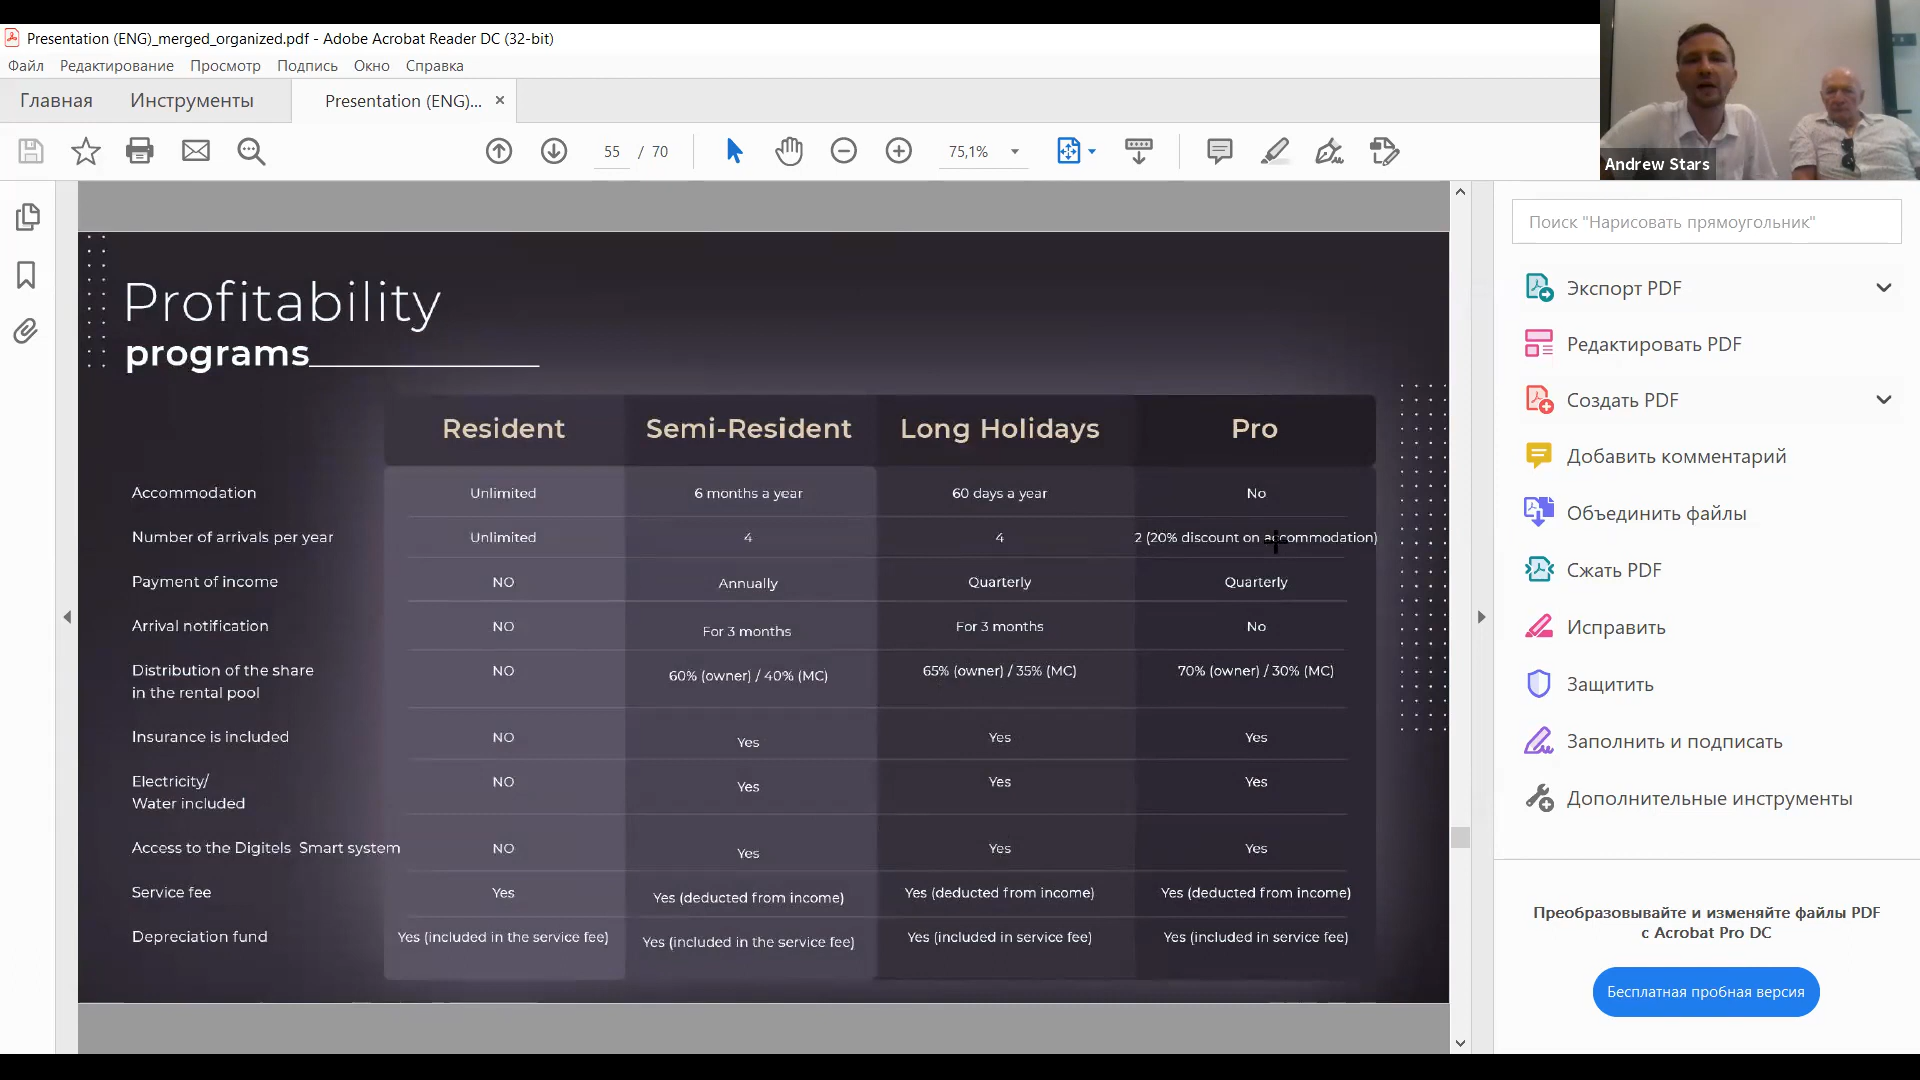 Presentation (ENG)_merged_organized.pdf - Adobe Acrobat Reader DC (32-bit)
Файл Редактирование Просмотр Подпись Окно Справка
Главная Инструменты Presentation (ENG)... ×
55 / 70 75,1%
Andrew Stars
Поиск "Нарисовать прямоугольник"
Экспорт PDF
Редактировать PDF
Создать PDF
Добавить комментарий
Объединить файлы
Сжать PDF
Исправить
Защитить
Заполнить и подписать
Дополнительные инструменты
Преобразовывайте и изменяйте файлы PDF
с Acrobat Pro DC
Бесплатная пробная версия
Profitability
programs
Resident Semi-Resident Long Holidays Pro
Accommodation Unlimited 6 months a year 60 days a year No
Number of arrivals per year Unlimited 4 4 2 (20% discount on accommodation)
Payment of income NO Annually Quarterly Quarterly
Arrival notification NO For 3 months For 3 months No
Distribution of the share NO 60% (owner) / 40% (MC) 65% (owner) / 35% (MC) 70% (owner) / 30% (MC)
in the rental pool
Insurance is included NO Yes Yes Yes
Electricity/ NO Yes Yes Yes
Water included
Access to the Digitels Smart system NO Yes Yes Yes
Service fee Yes Yes (deducted from income) Yes (deducted from income) Yes (deducted from income)
Depreciation fund Yes (included in the service fee) Yes (included in the service fee) Yes (included in service fee) Yes (included in service fee)